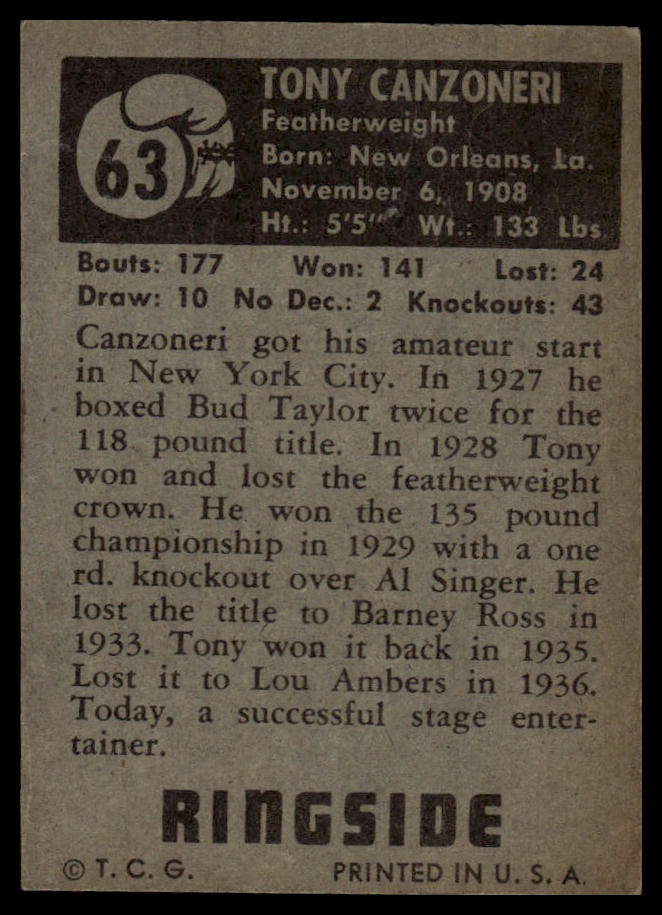 63
TONY CANZONERI
Featherweight
Born: New Orleans, La.
November 6, 1908
Ht.: 5'5" Wt.: 133 Lbs.
Bouts: 177 Won: 141 Lost: 24
Draw: 10 No Dec.: 2 Knockouts: 43
Canzoneri got his amateur start
in New York City. In 1927 he
boxed Bud Taylor twice for the
118 pound title. In 1928 Tony
won and lost the featherweight
crown. He won the 135 pound
championship in 1929 with a one
rd. knockout over Al Singer. He
lost the title to Barney Ross in
1933. Tony won it back in 1935.
Lost it to Lou Ambers in 1936.
Today, a successful stage enter-
tainer.
RINGSIDE
© T. C. G. PRINTED IN U. S. A.